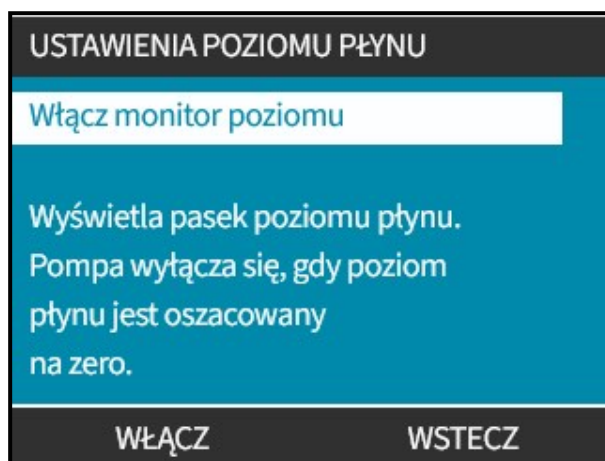 USTAWIENIA POZIOMU PŁYNU
Włącz monitor poziomu
Wyświetla pasek poziomu płynu.
Pompa wyłącza się, gdy poziom
płynu jest oszacowany
na zero.
WŁĄCZ WSTECZ